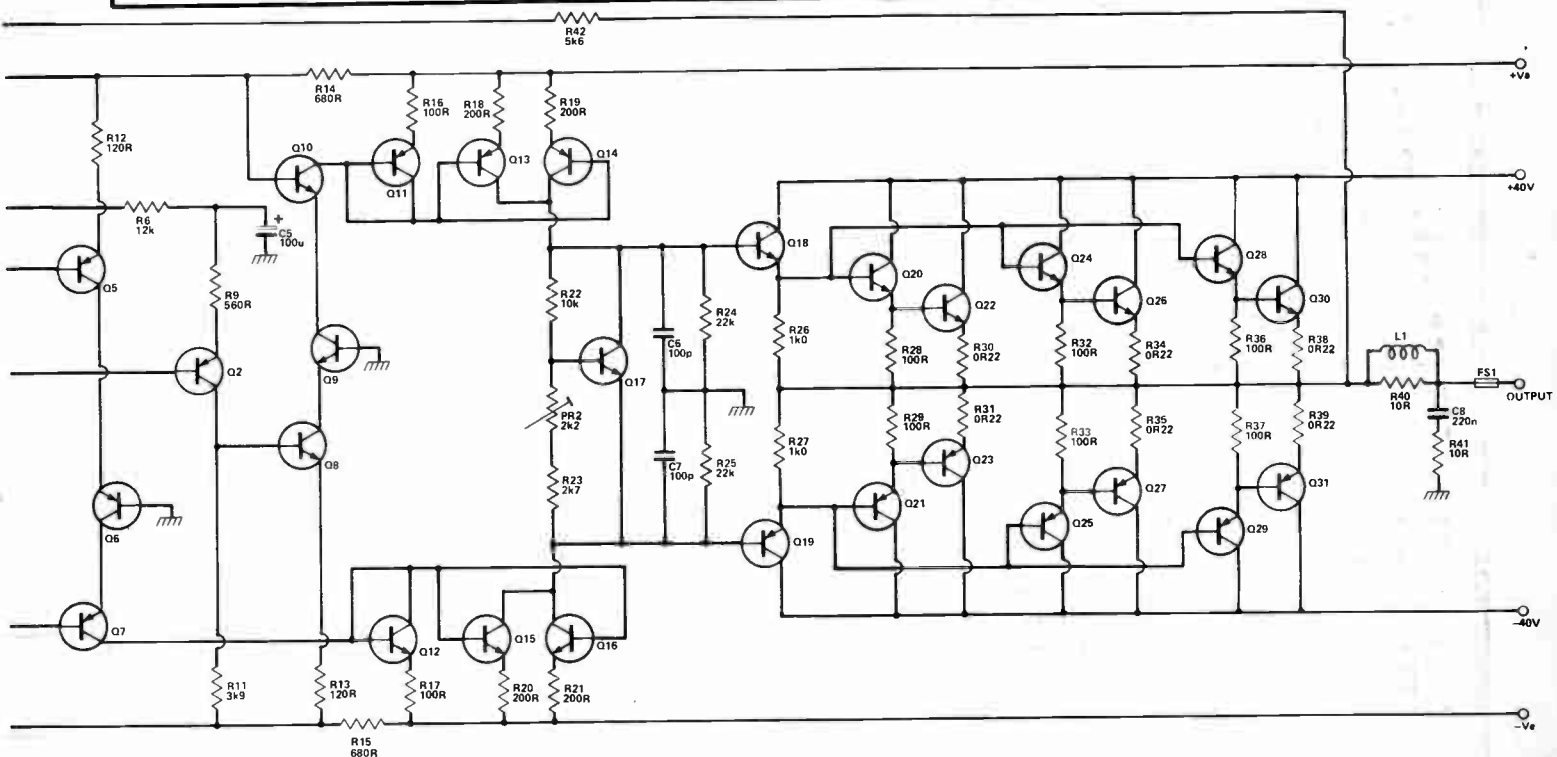 R42
5k6
R14
680R
+Ve
R16
100R
R18
200R
R19
200R
R12
120R
Q10
Q11
Q13
Q14
+40V
R6
12k
+
C5
100u
Q18
Q5
R9
560R
Q20
Q24
Q28
Q22
Q26
Q30
R22
10k
R24
22k
C6
100p
R26
1k0
R28
100R
R30
0R22
R32
100R
R34
0R22
R36
100R
R38
0R22
L1
Q2
Q9
Q17
FS1
OUTPUT
R40
10R
C8
220n
PR2
2k2
R29
100R
R31
0R22
R33
100R
R35
0R22
R37
100R
R39
0R22
R41
10R
Q8
R27
1k0
C7
100p
R25
22k
R23
2k7
Q23
Q27
Q31
Q21
Q25
Q29
Q6
Q19
Q7
Q12
Q15
Q16
-40V
R11
3k9
R13
120R
R17
100R
R20
200R
R21
200R
-Ve
R15
680R